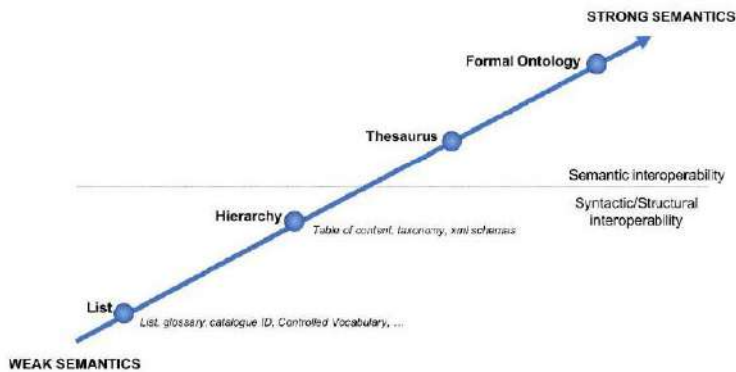 STRONG SEMANTICS
Formal Ontology
Thesaurus
Semantic interoperability
Syntactic/Structural
interoperability
Hierarchy
Table of content, taxonomy, xml schemas
List
List, glossary, catalogue ID, Controlled Vocabulary, ...
WEAK SEMANTICS